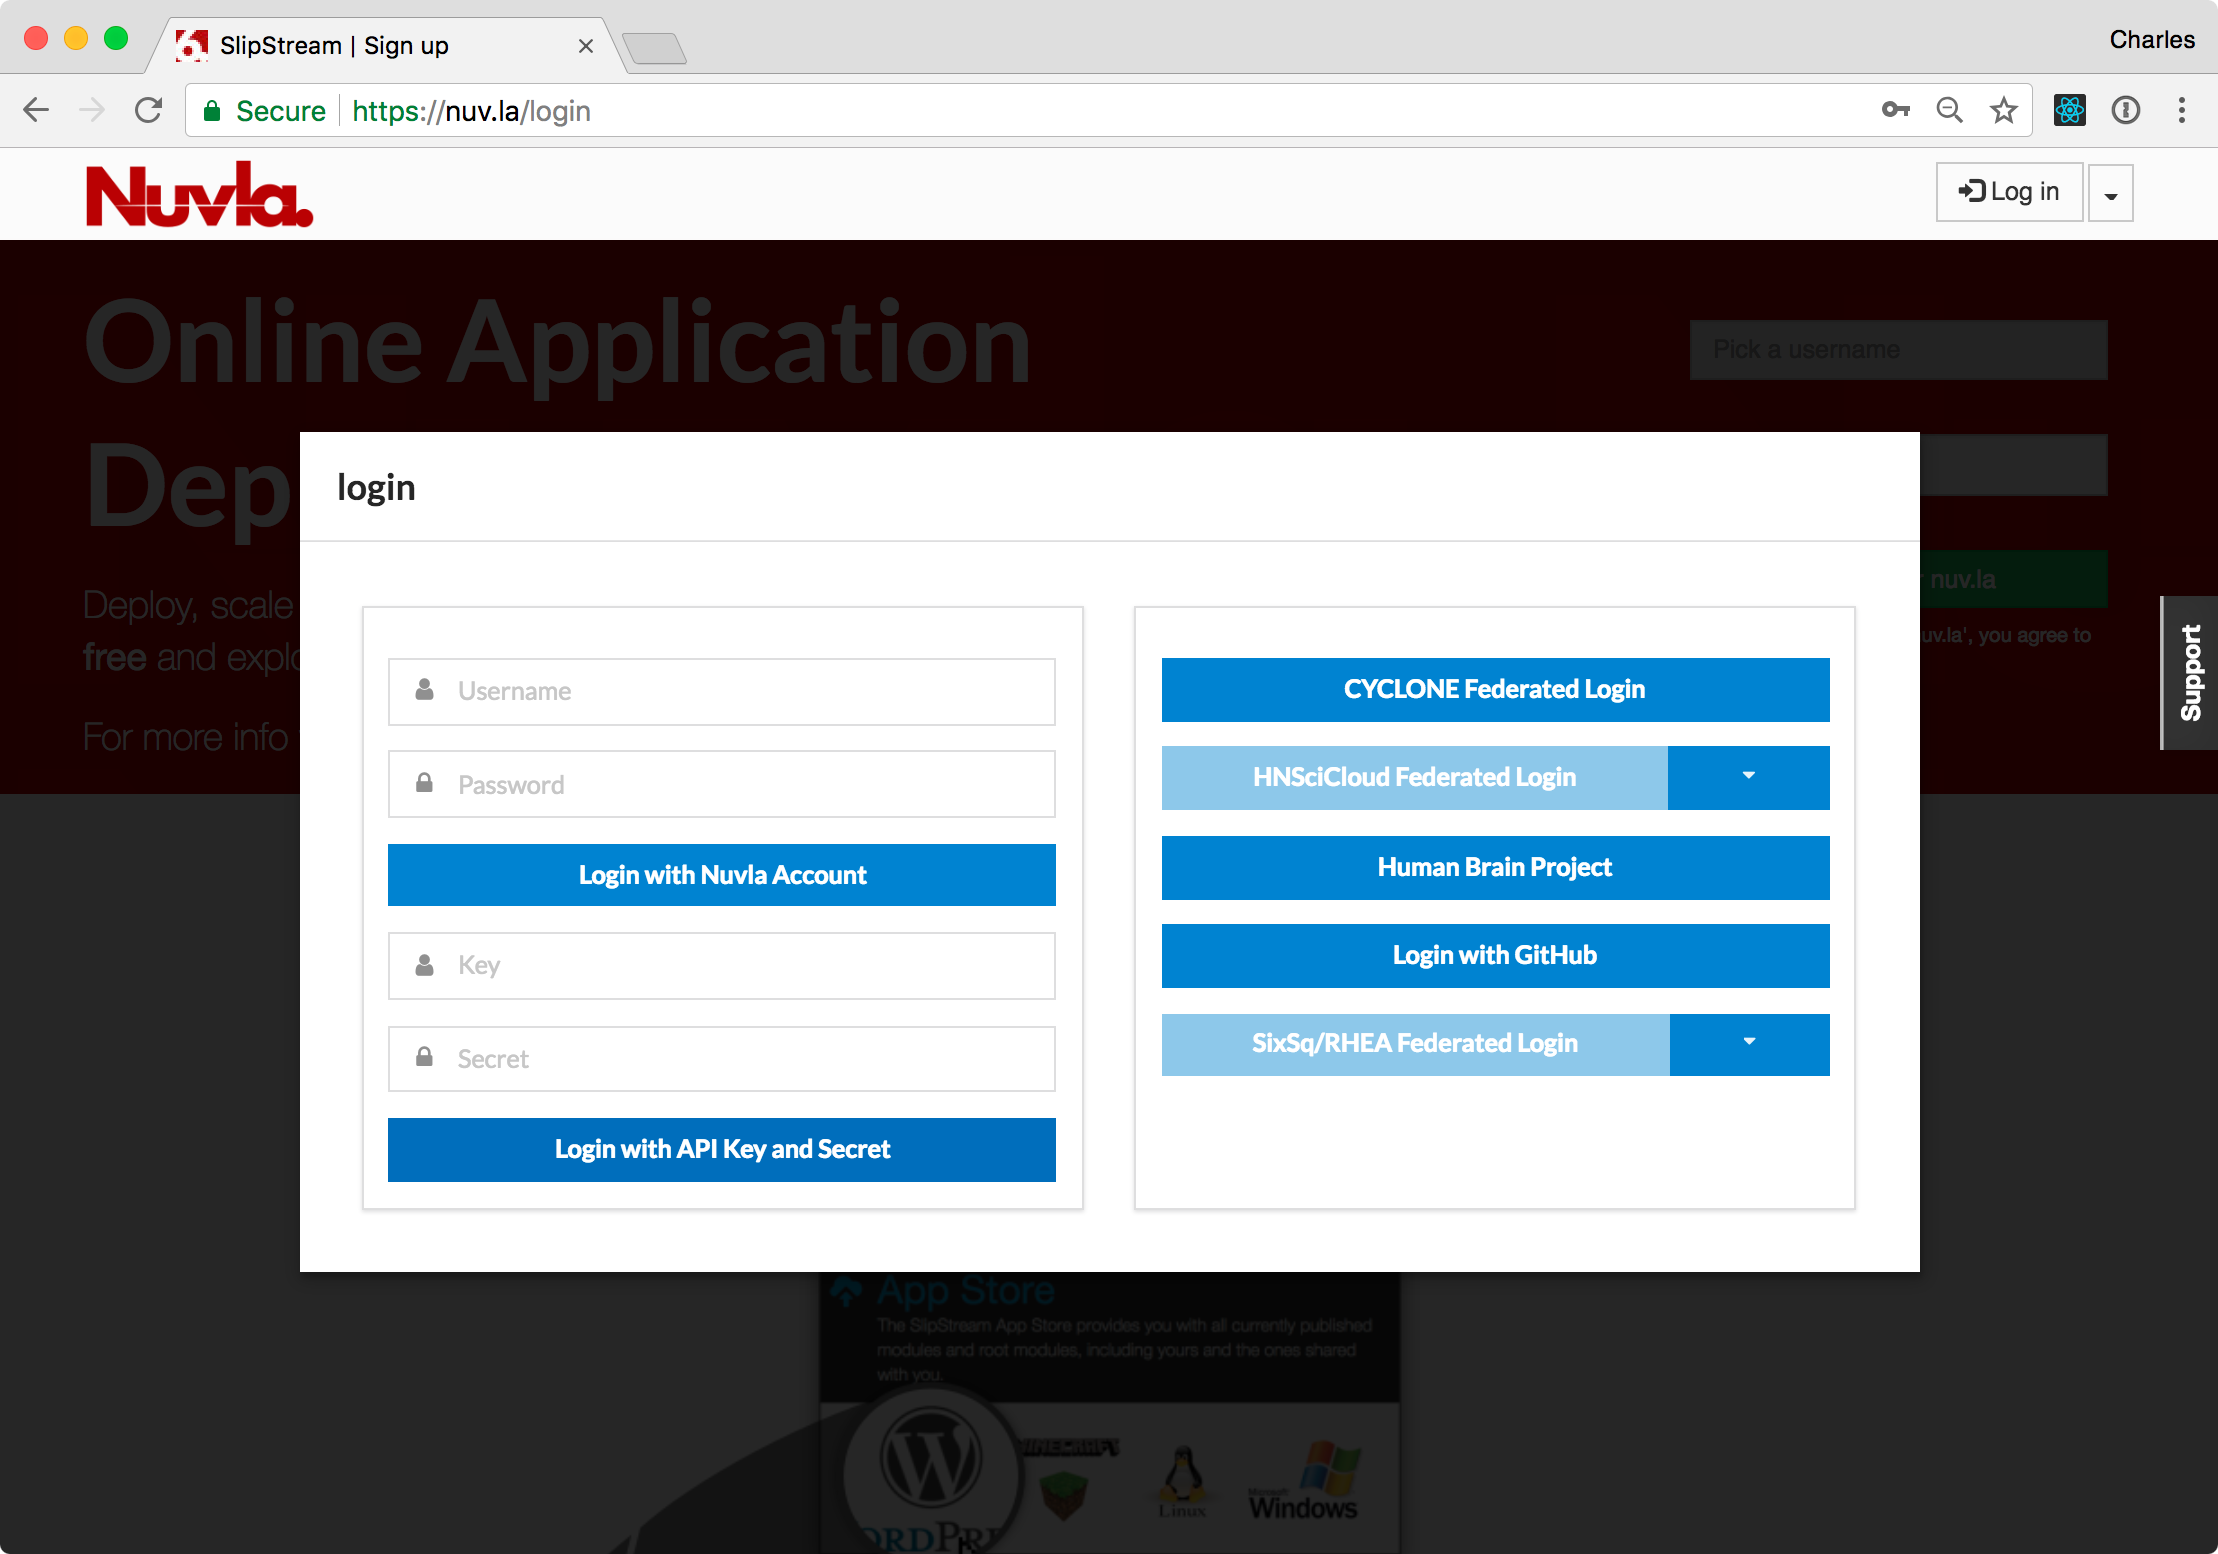 SlipStream | Sign up
Charles
Secure
https://nuv.la/login
Nuvla.
Log in
Online Application
Pick a username
Dep
login
nuv.la
Deploy, scale
uv.la', you agree to
free and explo
Support
For more info
Username
Password
Login with Nuvla Account
Key
Secret
Login with API Key and Secret
CYCLONE Federated Login
HNSciCloud Federated Login
Human Brain Project
Login with GitHub
SixSq/RHEA Federated Login
App Store
The SlipStream App Store provides you with all currently published
modules and root modules, including yours and the ones shared
with you.
MINECRAFT
Linux
Microsoft
Windows
ORDPRE